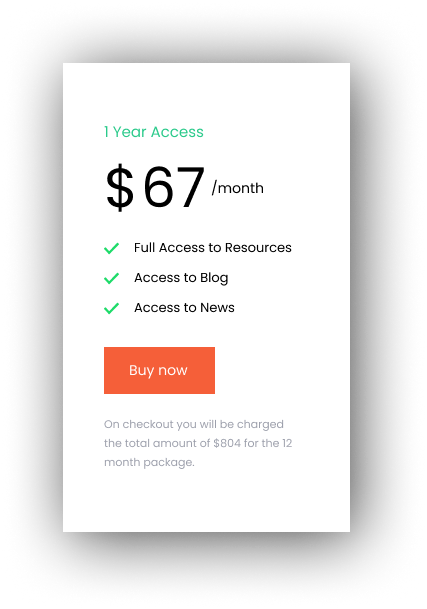 1 Year Access
$67 /month
Full Access to Resources
Access to Blog
Access to News
Buy now
On checkout you will be charged
the total amount of $804 for the 12
month package.